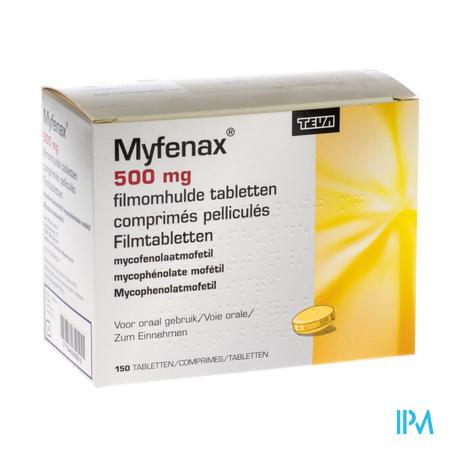 TEVA
Myfenax®
500 mg
filmomhulde tabletten
comprimés pelliculés
Filmtabletten
mycofenolaatmofetil
mycophénolate mofétil
Mycophenolatmofetil
Voor oraal gebruik/Voie orale/
Zum Einnehmen
150 TABLETTEN/COMPRIMES/TABLETTEN
IPM